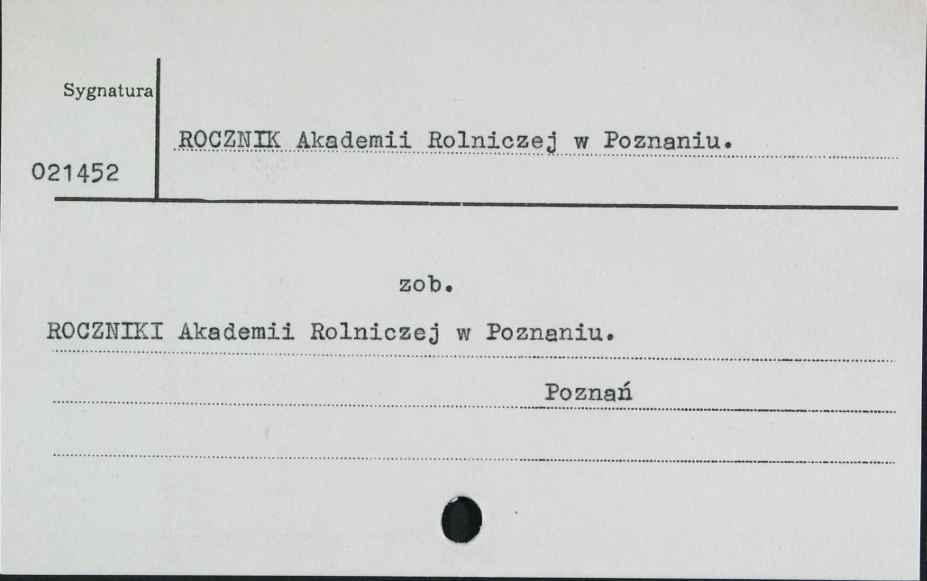 Sygnatura
ROCZNIK Akademii Rolniczej w Poznaniu.
021452
zob.
ROCZNIKI Akademii Rolniczej w Poznaniu.
Poznań